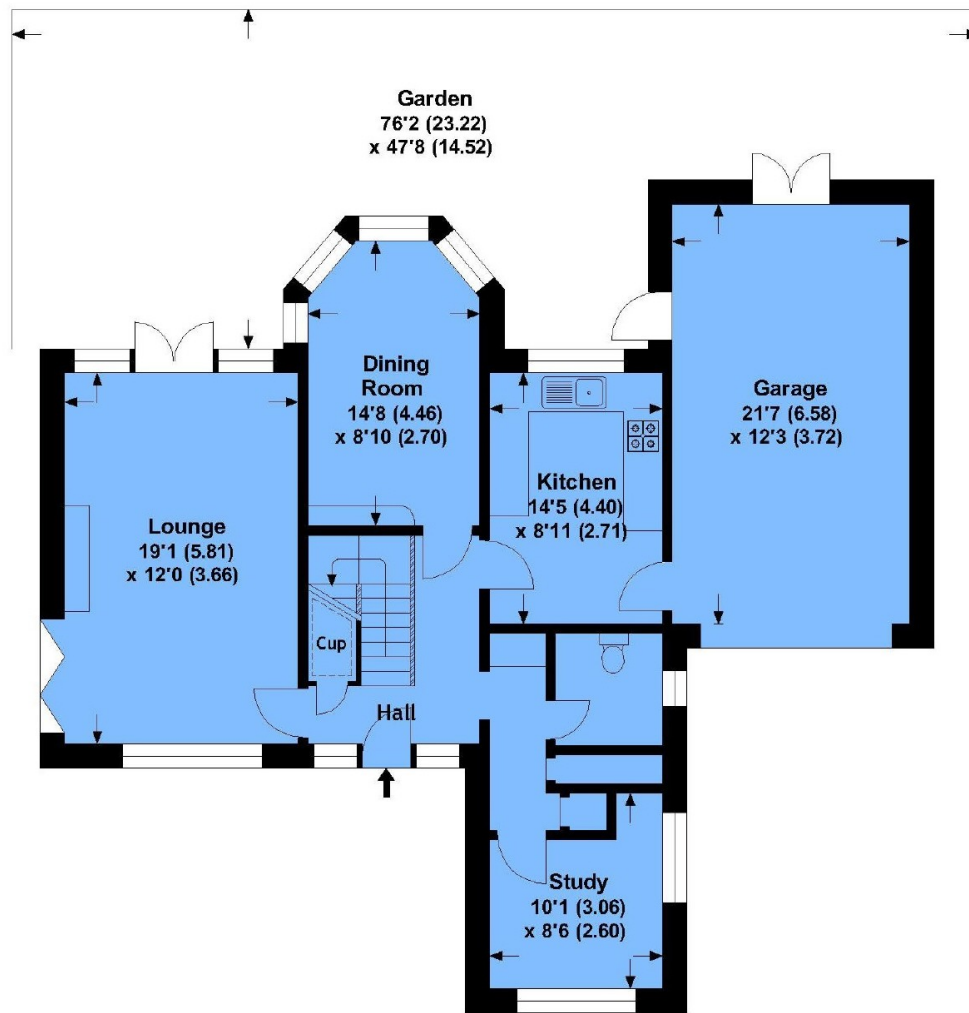 Garden
76'2 (23.22)
x 47'8 (14.52)
Dining
Room
14'8 (4.46)
x 8'10 (2.70)
Garage
21'7 (6.58)
x 12'3 (3.72)
Kitchen
14'5 (4.40)
x 8'11 (2.71)
Lounge
19'1 (5.81)
x 12'0 (3.66)
Cup
Hall
Study
10'1 (3.06)
x 8'6 (2.60)